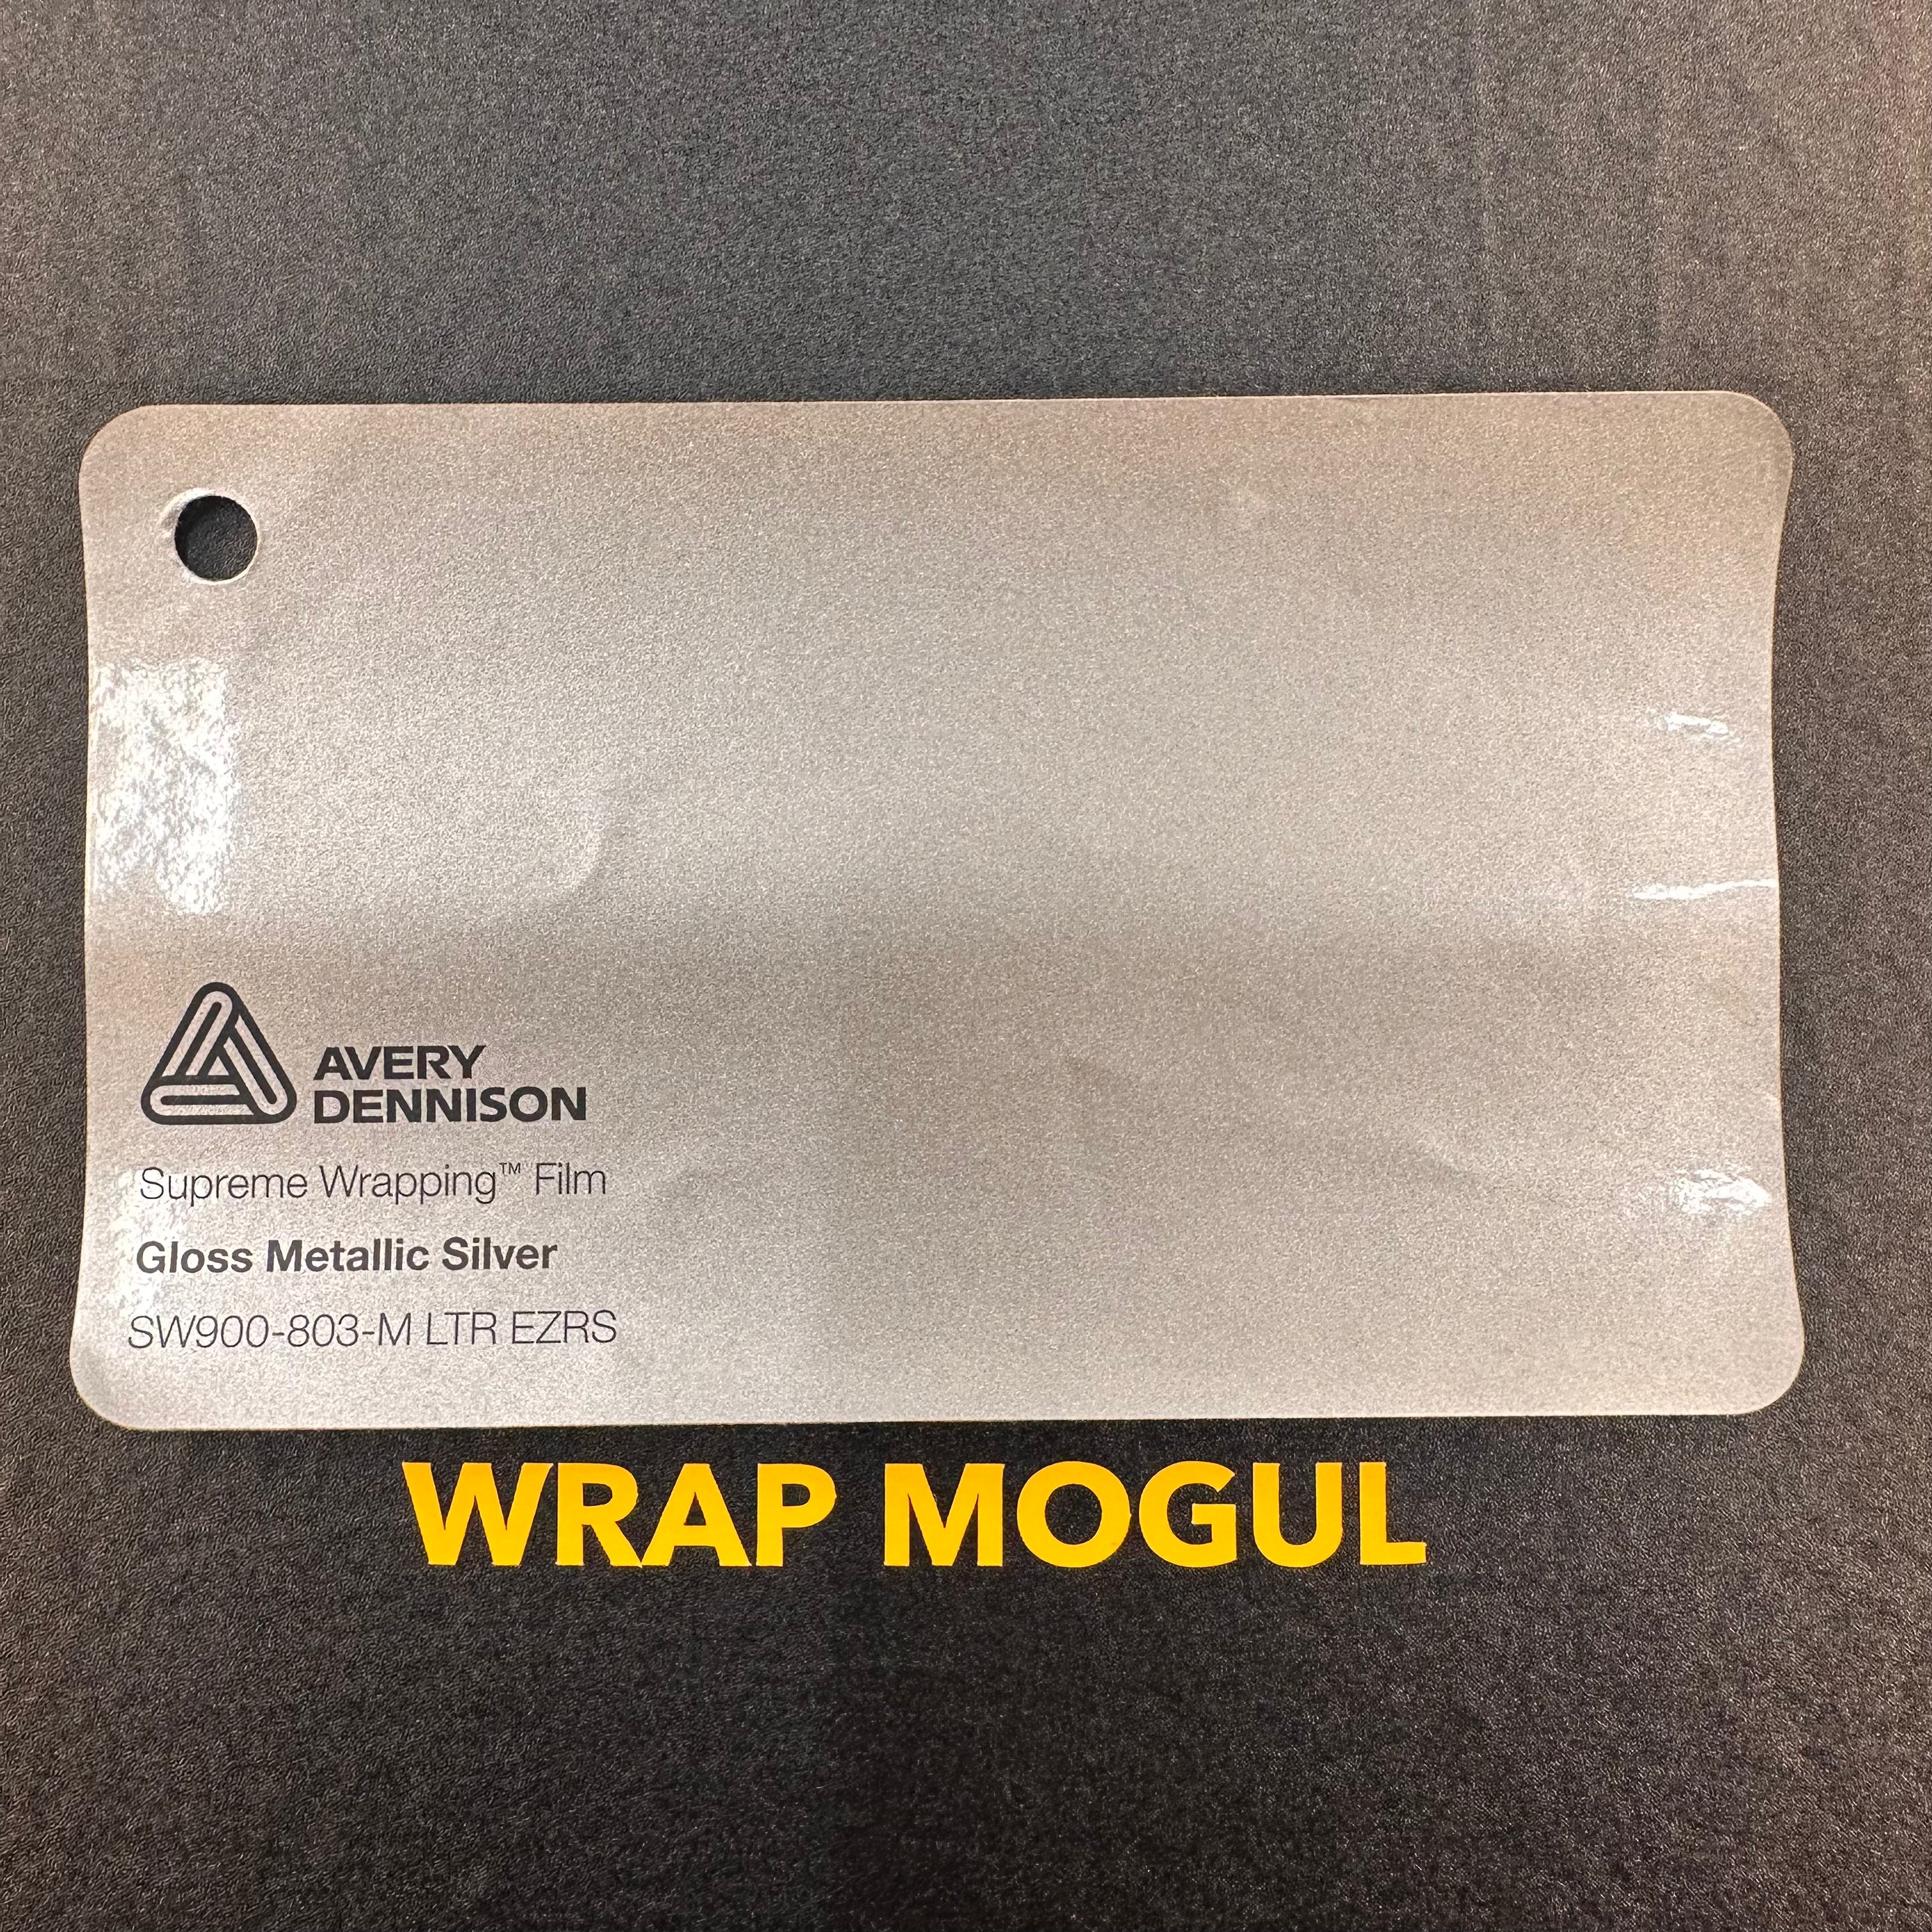 AVERY
DENNISON
Supreme Wrapping™ Film
Gloss Metallic Silver
SW900-803-M LTR EZRS
WRAP MOGUL